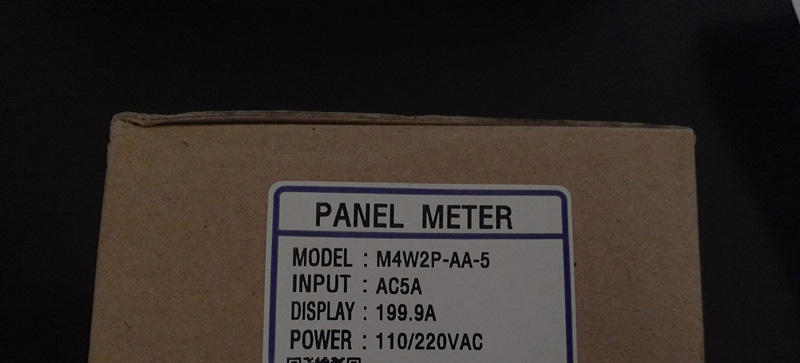 PANEL METER
MODEL : M4W2P-AA-5
INPUT : AC5A
DISPLAY : 199.9A
POWER : 110/220VAC